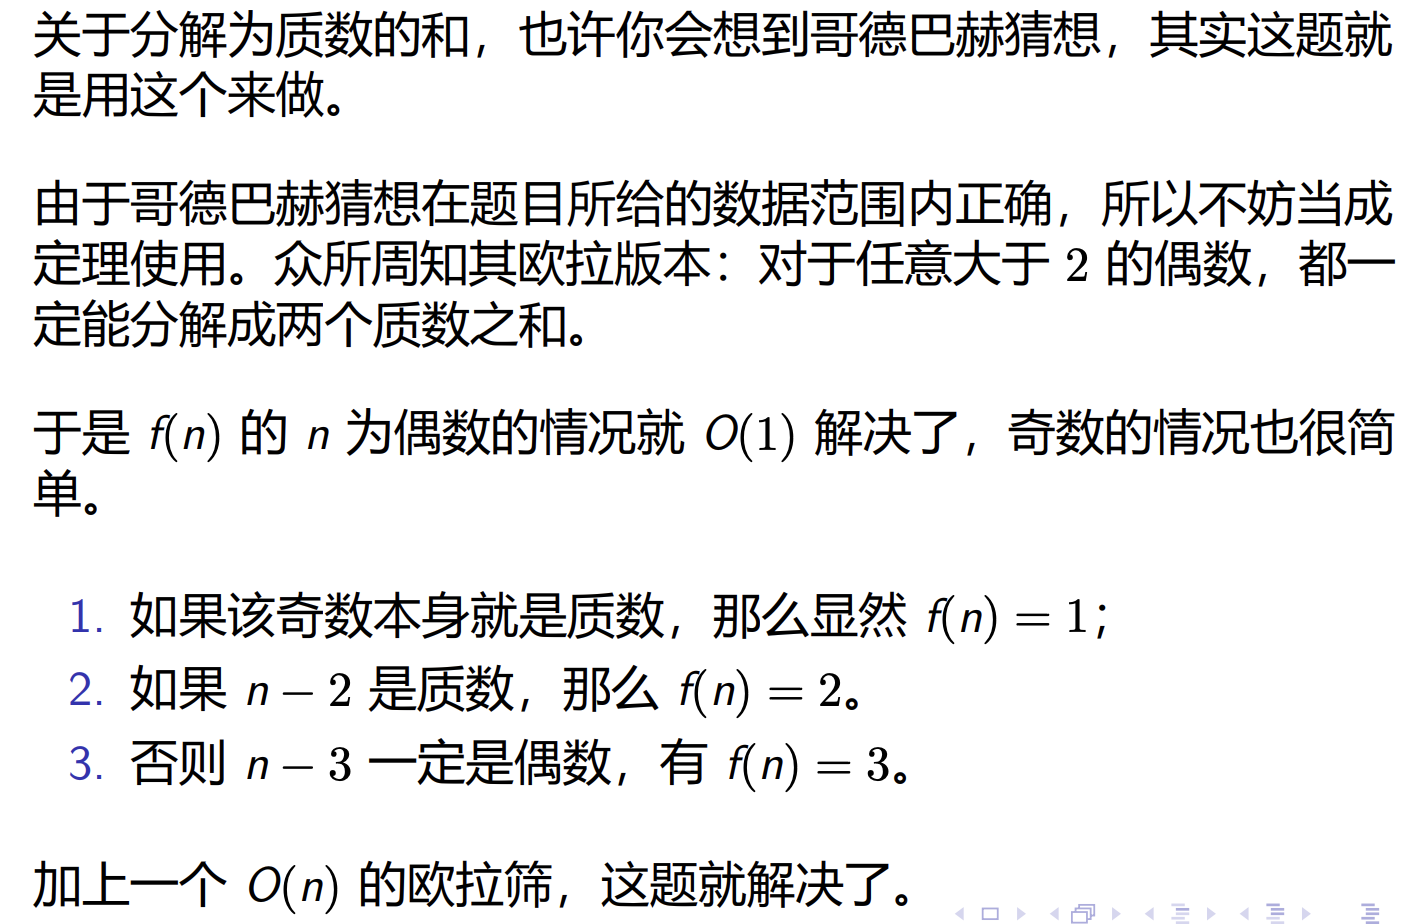 关于分解为质数的和，也许你会想到哥德巴赫猜想，其实这题就
是用这个来做。
由于哥德巴赫猜想在题目所给的数据范围内正确，所以不妨当成
定理使用。众所周知其欧拉版本：对于任意大于 2 的偶数，都一
定能分解成两个质数之和。
于是 f(n) 的 n 为偶数的情况就 O(1) 解决了，奇数的情况也很简
单。
1. 如果该奇数本身就是质数，那么显然 f(n) = 1；
2. 如果 n − 2 是质数，那么 f(n) = 2。
3. 否则 n − 3 一定是偶数，有 f(n) = 3。
加上一个 O(n) 的欧拉筛，这题就解决了。